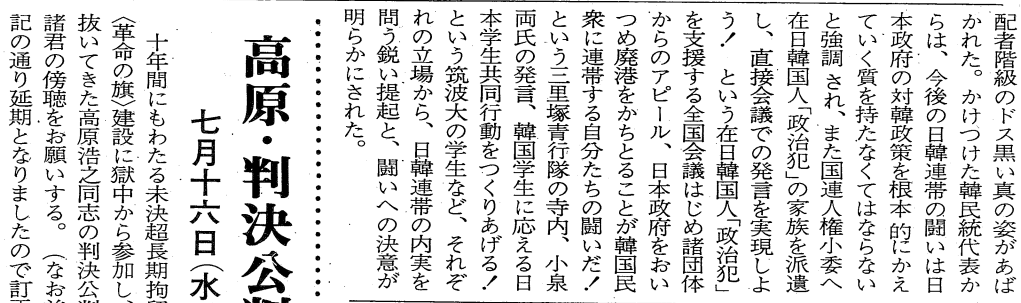 配者階級のドス黒い真の姿があば
かれた。かけつけた韓民統代表か
らは、今後の日韓連帯の闘いは日
本政府の対韓政策を根本的にかえ
ていく質を持たなくてはならない
と強調され、また国連人権小委へ
在日韓国人「政治犯」の家族を派遣
し、直接会議での発言を実現しよ
う! という在日韓国人「政治犯」
を支援する全国会議はじめ諸団体
からのアピール、日本政府をおい
つめ廃港をかちとることが韓国民
衆に連帯する自分たちの闘いだ!
という三里塚青行隊の寺内、小泉
両氏の発言、韓国学生に応える日
本学生共同行動をつくりあげる!
という筑波大の学生など、それぞ
れの立場から、日韓連帯の内実を
問う鋭い提起と、闘いへの決意が
明らかにされた。
高原・判決公判
七月十六日(水
十年間にもわたる未決超長期拘
〈革命の旗〉建設に獄中から参加し、
抜いてきた高原浩之同志の判決公判
諸君の傍聴をお願いする。(なお
記の通り延期となりましたので訂